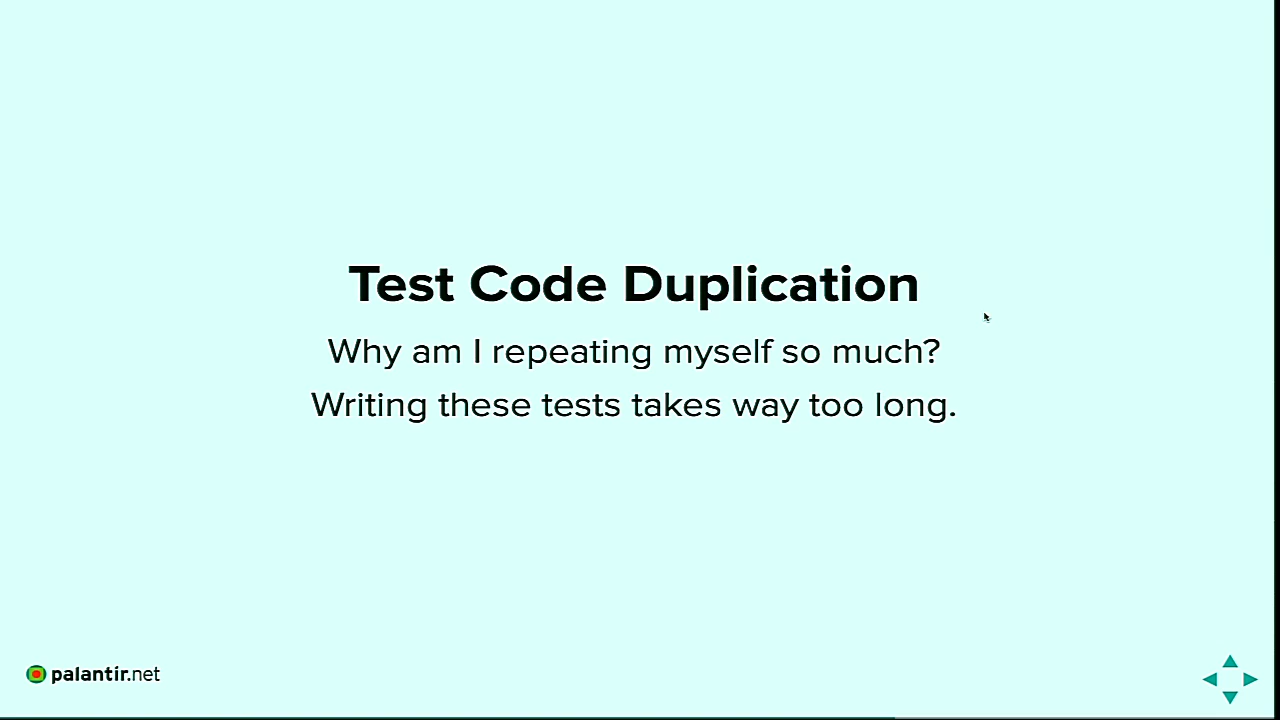 Test Code Duplication
Why am I repeating myself so much?
Writing these tests takes way too long.
palantir.net